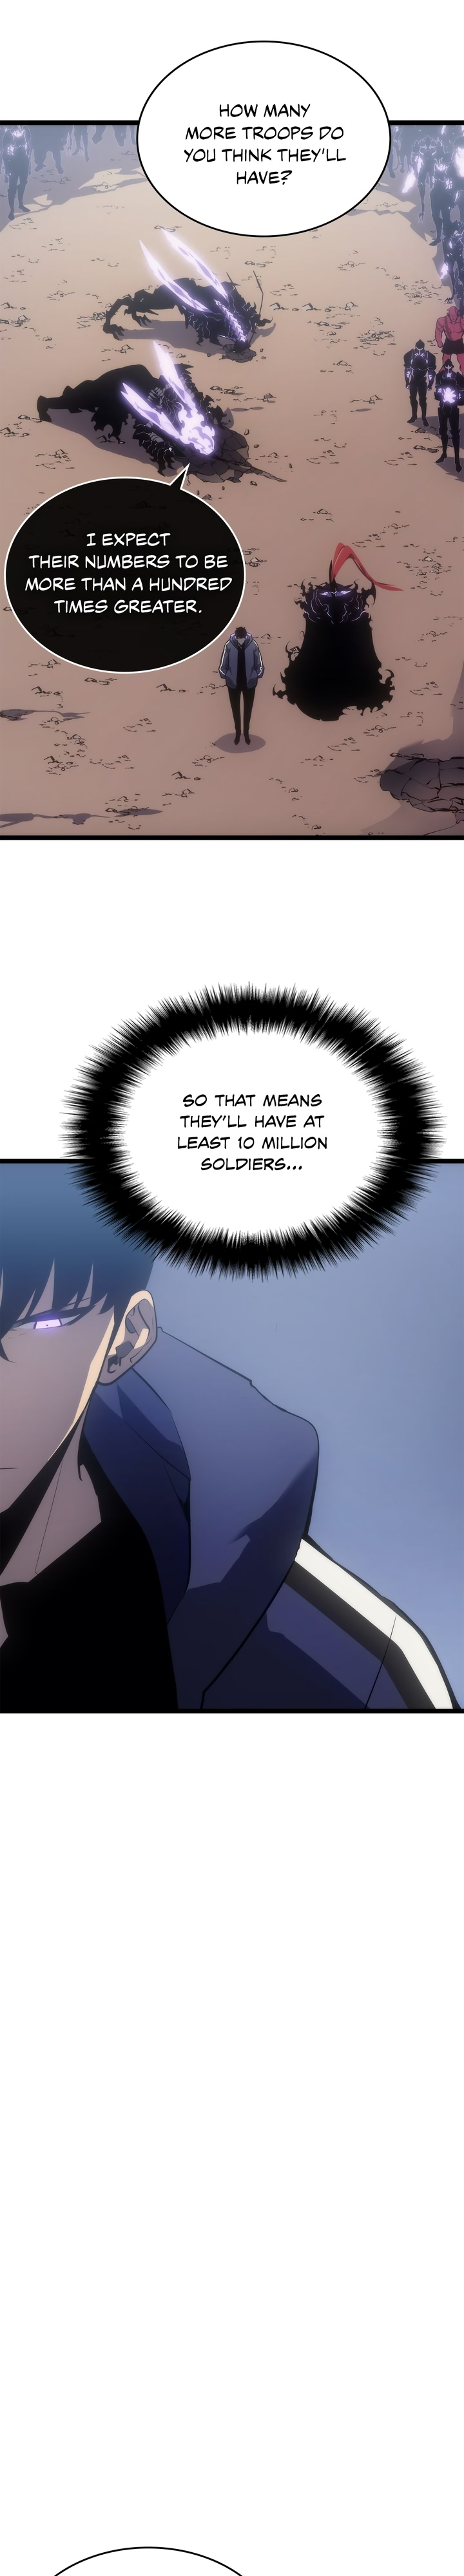 HOW MANY
MORE TROOPS DO
YOU THINK THEY'LL
HAVE?
I EXPECT
THEIR NUMBERS TO BE
MORE THAN A HUNDRED
TIMES GREATER.
SO THAT MEANS
THEY'LL HAVE AT
LEAST 10 MILLION
SOLDIERS...